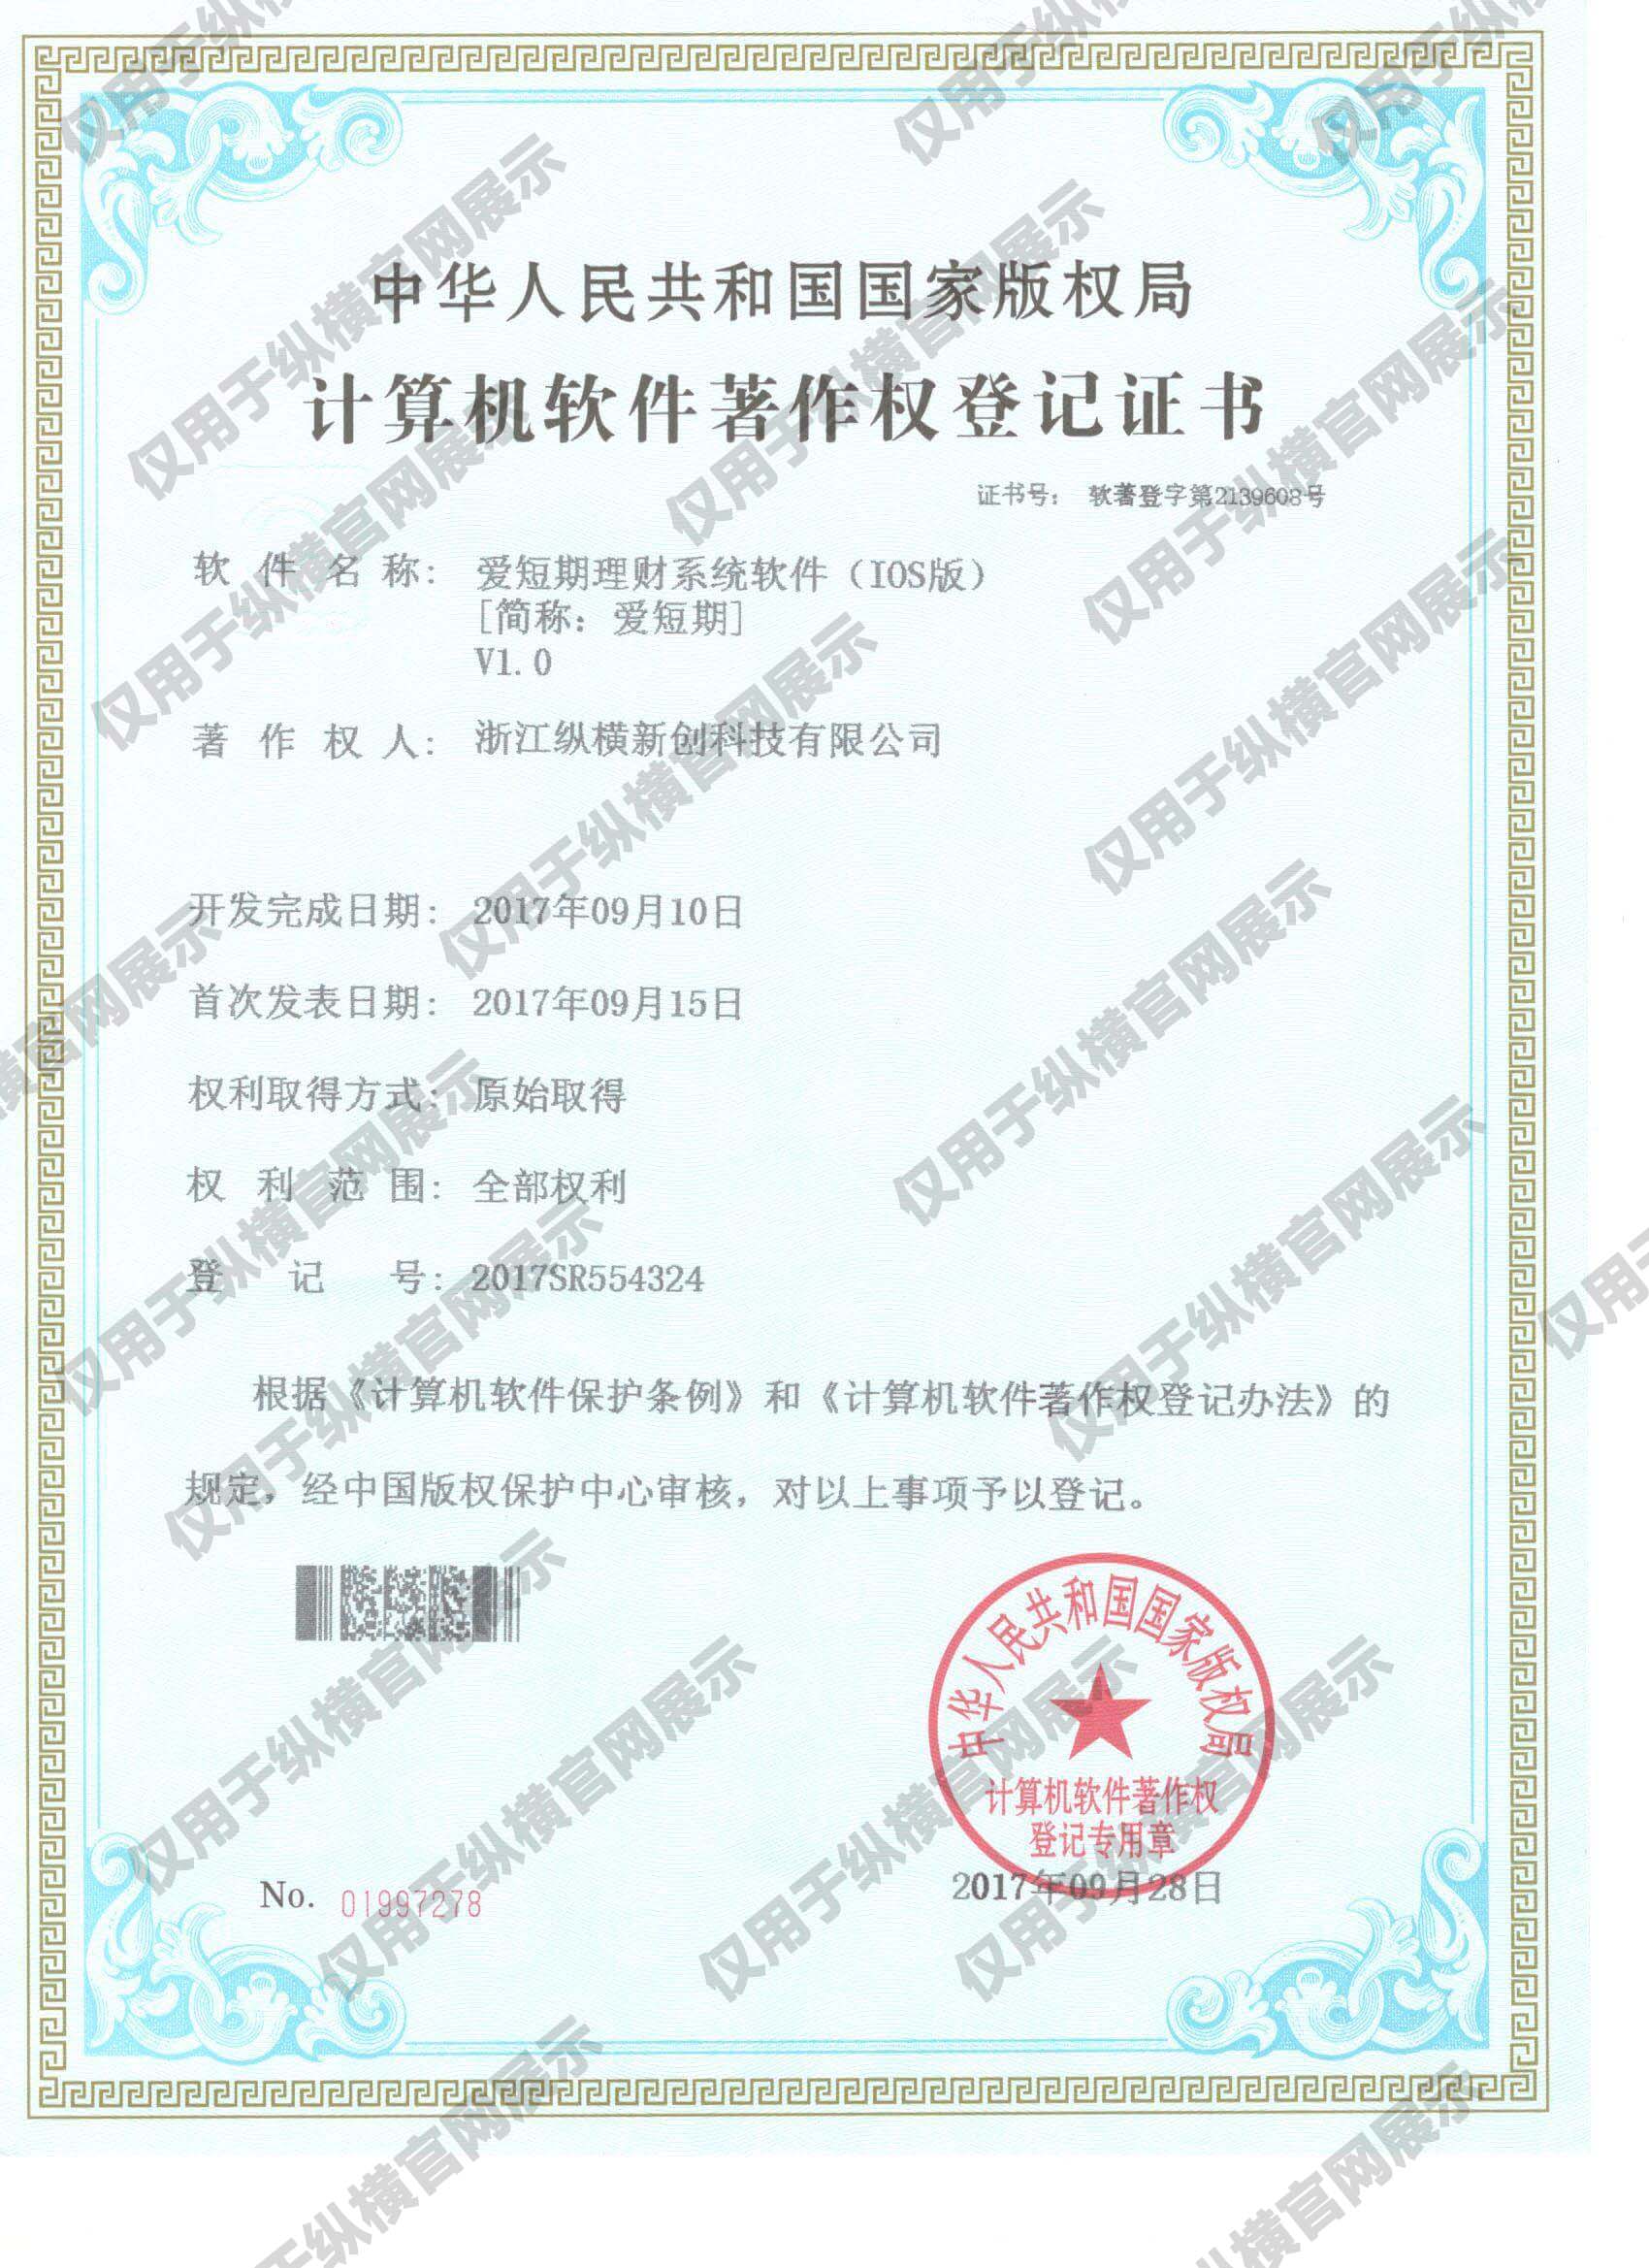 中华人民共和国国家版权局
计算机软件著作权登记证书
证书号： 软著登字第2139608号
软件名称： 爱短期理财系统软件（IOS版）
[简称：爱短期]
V1.0
著作权人： 浙江纵横新创科技有限公司
开发完成日期： 2017年09月10日
首次发表日期： 2017年09月15日
权利取得方式： 原始取得
权利范围： 全部权利
登记号： 2017SR554324
根据《计算机软件保护条例》和《计算机软件著作权登记办法》的
规定，经中国版权保护中心审核，对以上事项予以登记。
中华人民共和国国家版权局
计算机软件著作权
登记专用章
No. 01997278
2017年09月28日
仅用于纵横官网展示